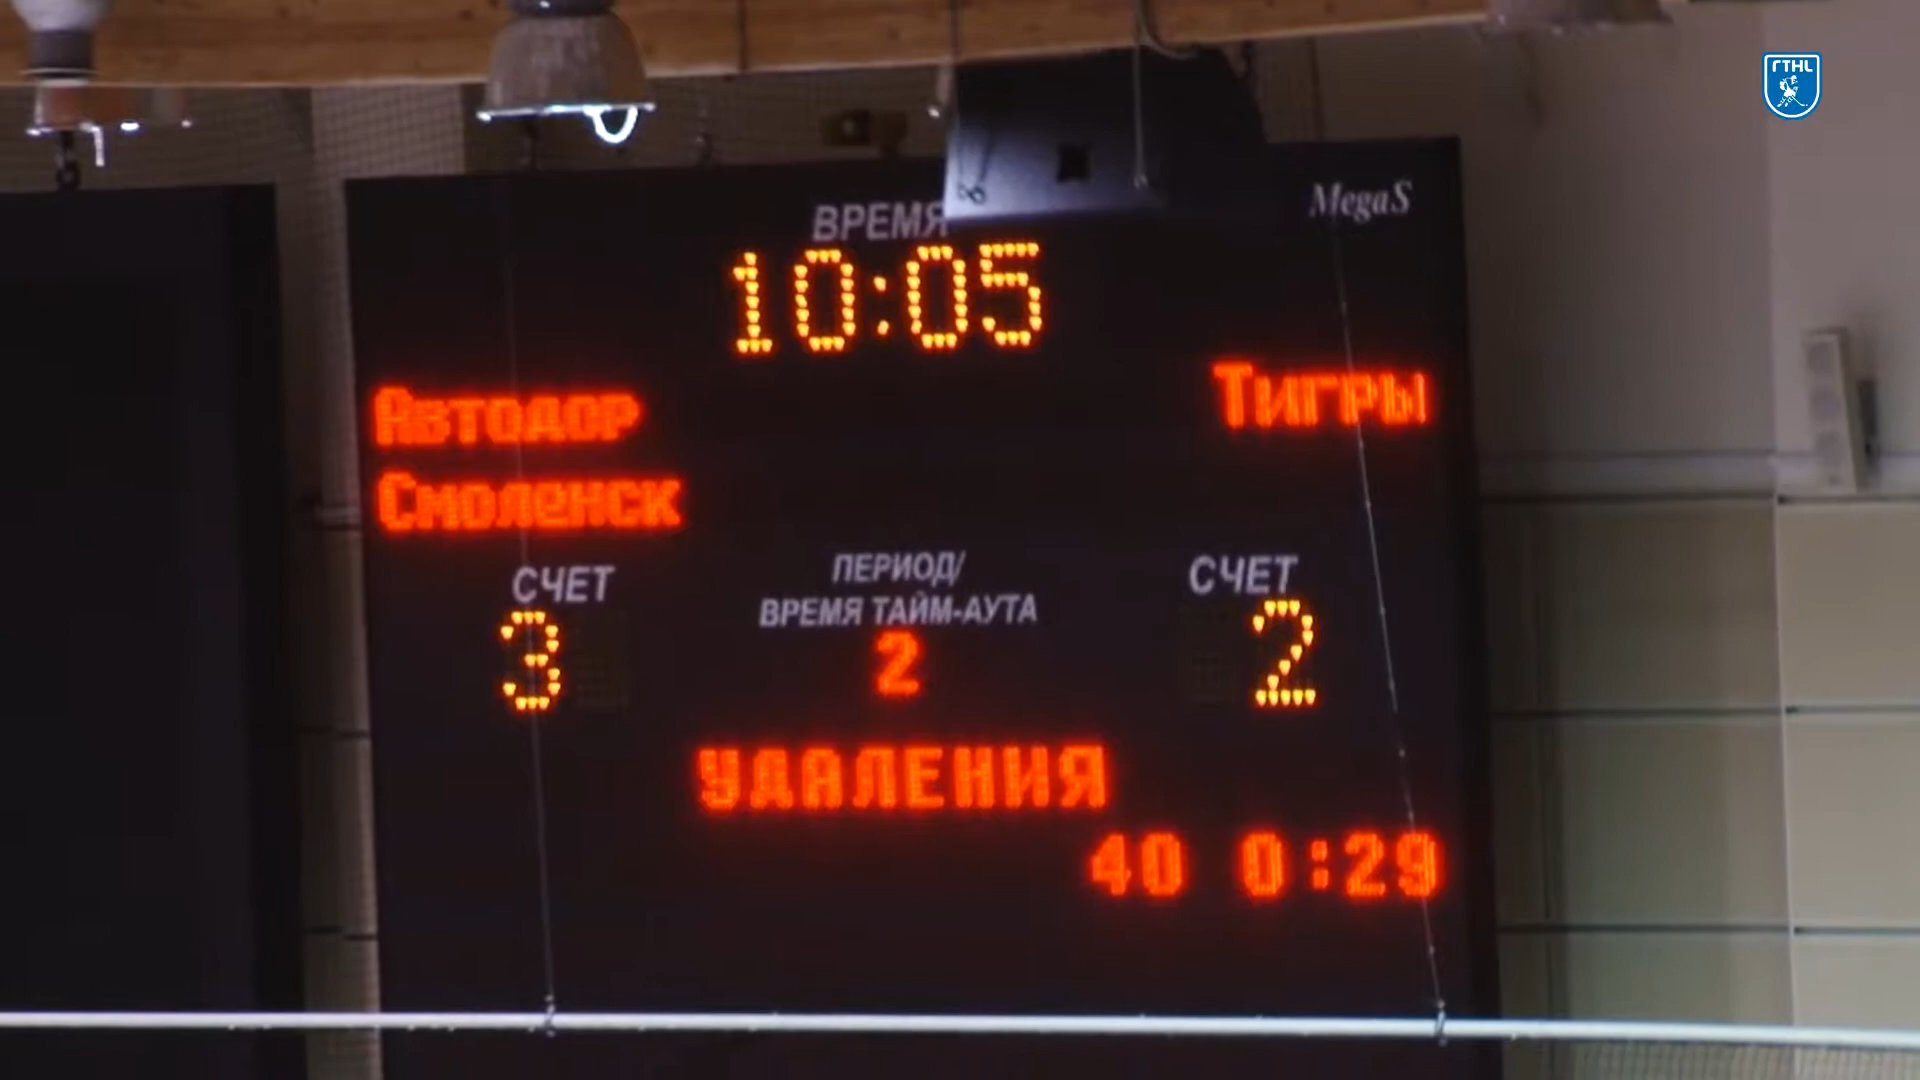 ГТНL
MegaS
ВРЕМЯ
10:05
Автодор
Смоленск
Тигры
СЧЕТ
3
ПЕРИОД/
ВРЕМЯ ТАЙМ-АУТА
2
СЧЕТ
2
УДАЛЕНИЯ
40 0:29